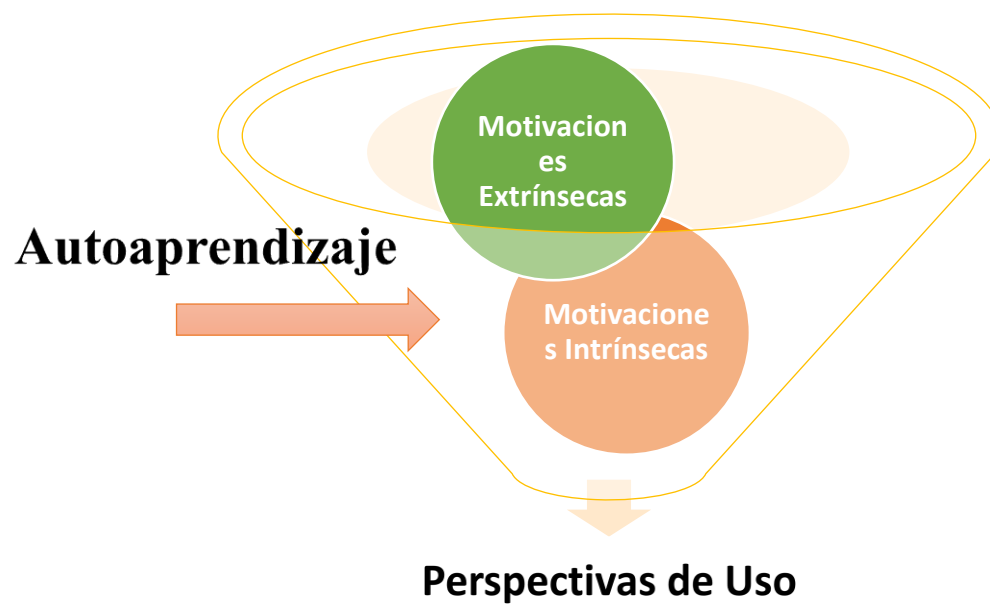 Motivacion
es
Extrínsecas
Autoaprendizaje
Motivacione
s Intrínsecas
Perspectivas de Uso